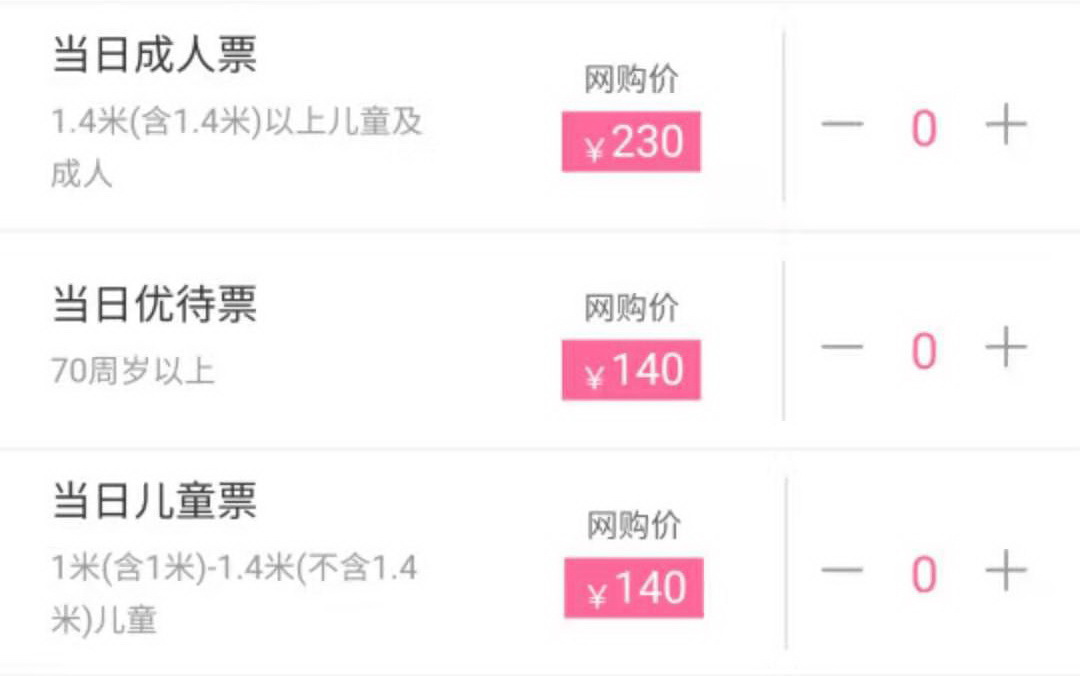 当日成人票
1.4米(含1.4米)以上儿童及
成人
网购价
¥230
— 0 +
当日优待票
70周岁以上
网购价
¥140
— 0 +
当日儿童票
1米(含1米)-1.4米(不含1.4
米)儿童
网购价
¥140
— 0 +